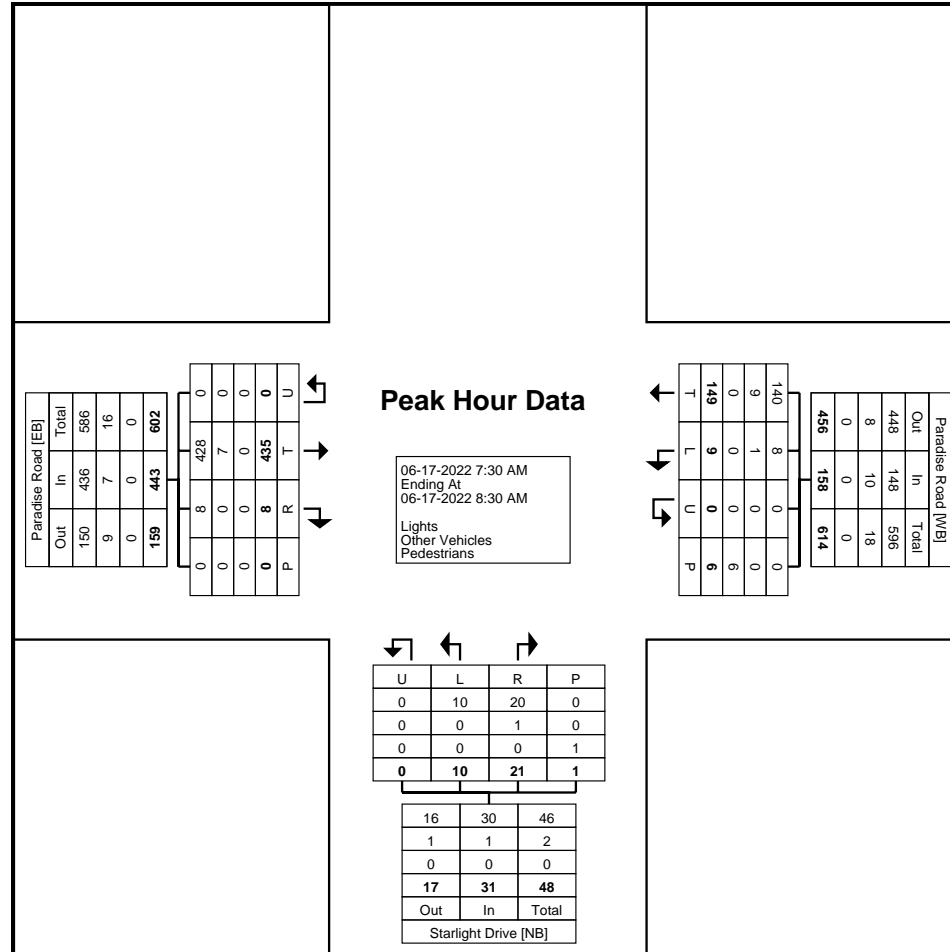 Peak Hour Data
06-17-2022 7:30 AM
Ending At
06-17-2022 8:30 AM
Lights
Other Vehicles
Pedestrians
Paradise Road [EB]
Out In Total
150 436 586
9 7 16
0 0 0
159 443 602
0 8 428 0
0 0 7 0
0 0 0 0
0 8 435 0
P R T U
Paradise Road [WB]
Out In Total
448 148 596
8 10 18
0 0 0
456 158 614
140 8 0 0
9 1 0 0
0 0 0 6
149 9 0 6
T L U P
U L R P
0 10 20 0
0 0 1 0
0 0 0 1
0 10 21 1
16 30 46
1 1 2
0 0 0
17 31 48
Out In Total
Starlight Drive [NB]